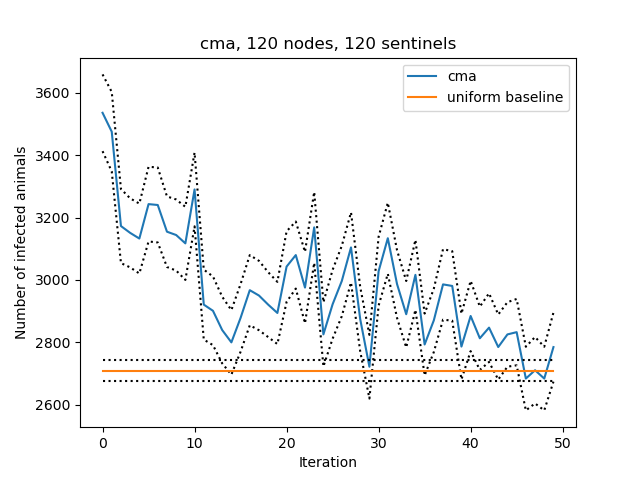 cma, 120 nodes, 120 sentinels
cma
uniform baseline
Number of infected animals
3600
3400
3200
3000
2800
2600
0 10 20 30 40 50
Iteration